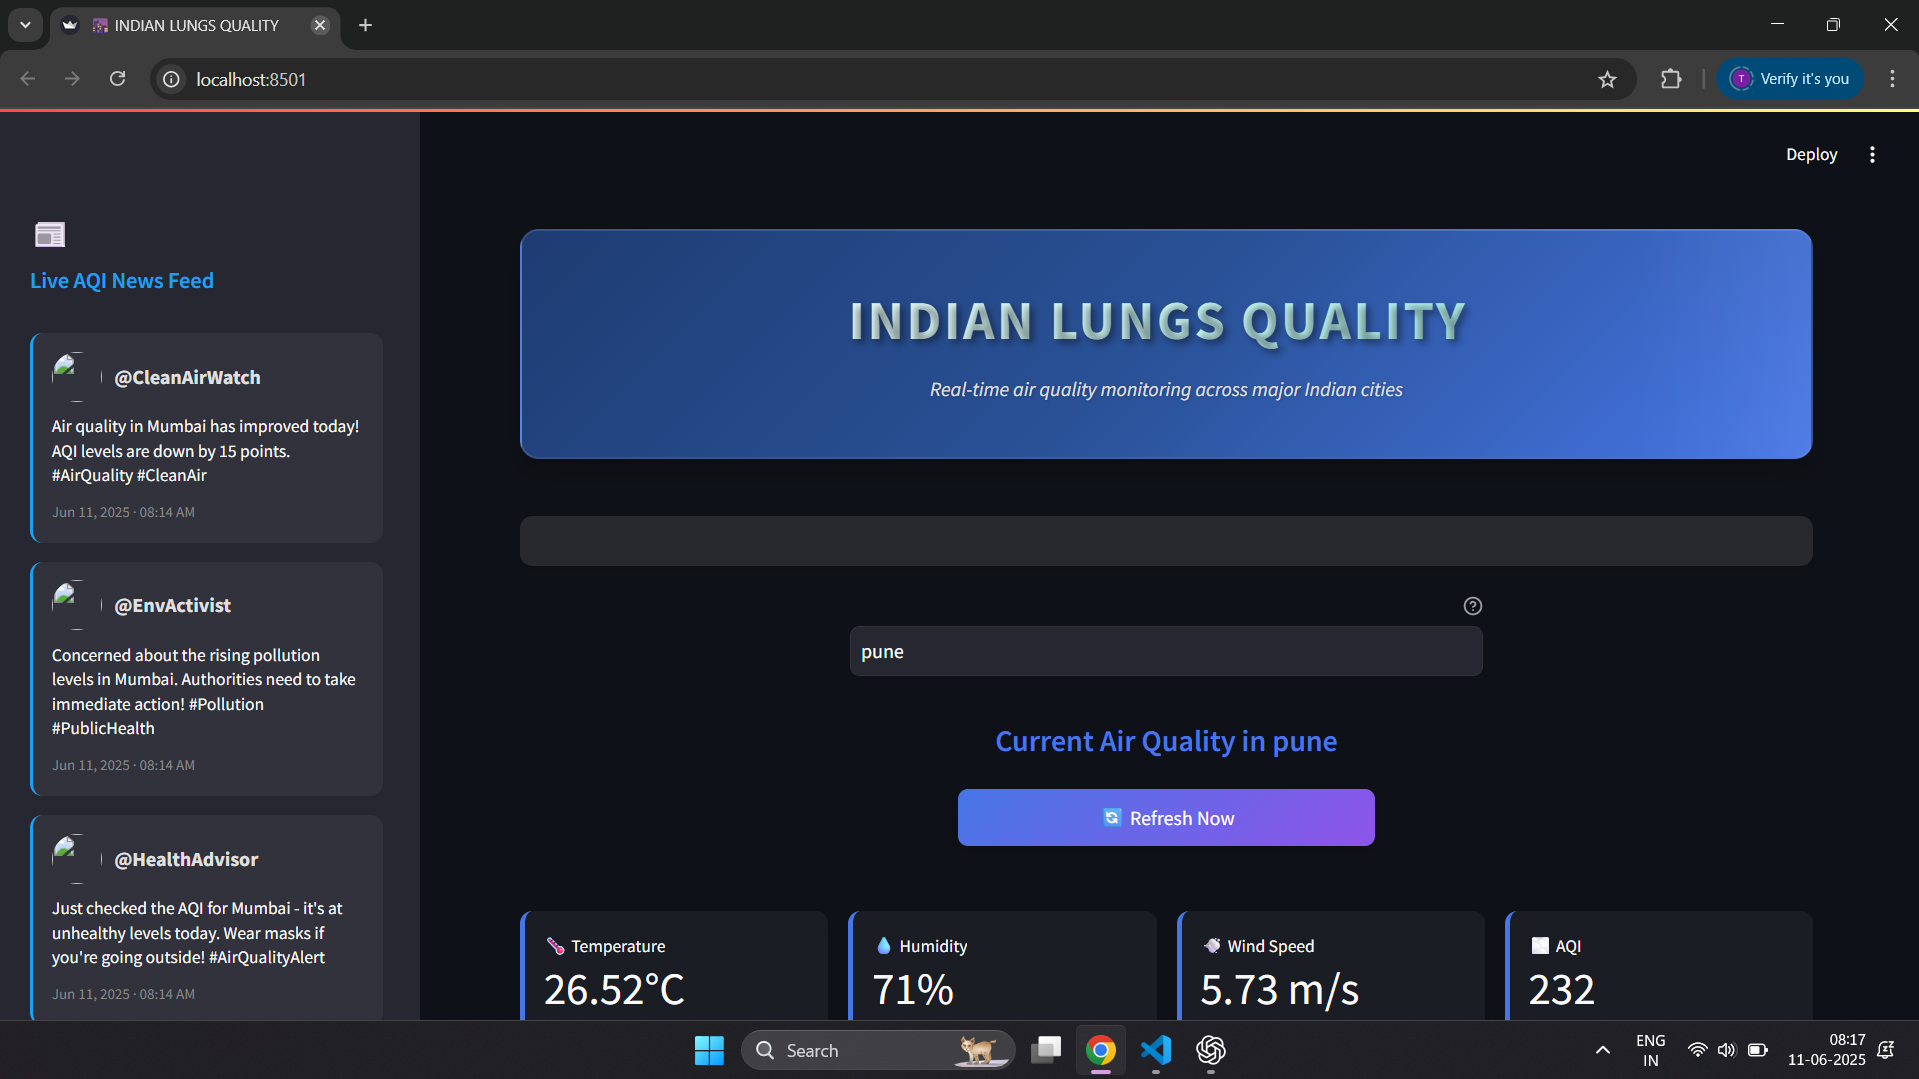 INDIAN LUNGS QUALITY
localhost:8501
T
Verify it's you
Deploy
Live AQI News Feed
@CleanAirWatch
Air quality in Mumbai has improved today!
AQI levels are down by 15 points.
#AirQuality #CleanAir
Jun 11, 2025 · 08:14 AM
@EnvActivist
Concerned about the rising pollution
levels in Mumbai. Authorities need to take
immediate action! #Pollution
#PublicHealth
Jun 11, 2025 · 08:14 AM
@HealthAdvisor
Just checked the AQI for Mumbai - it's at
unhealthy levels today. Wear masks if
you're going outside! #AirQualityAlert
Jun 11, 2025 · 08:14 AM
INDIAN LUNGS QUALITY
Real-time air quality monitoring across major Indian cities
pune
Current Air Quality in pune
Refresh Now
Temperature
26.52°C
Humidity
71%
Wind Speed
5.73 m/s
AQI
232
Search
ENG
IN
08:17
11-06-2025